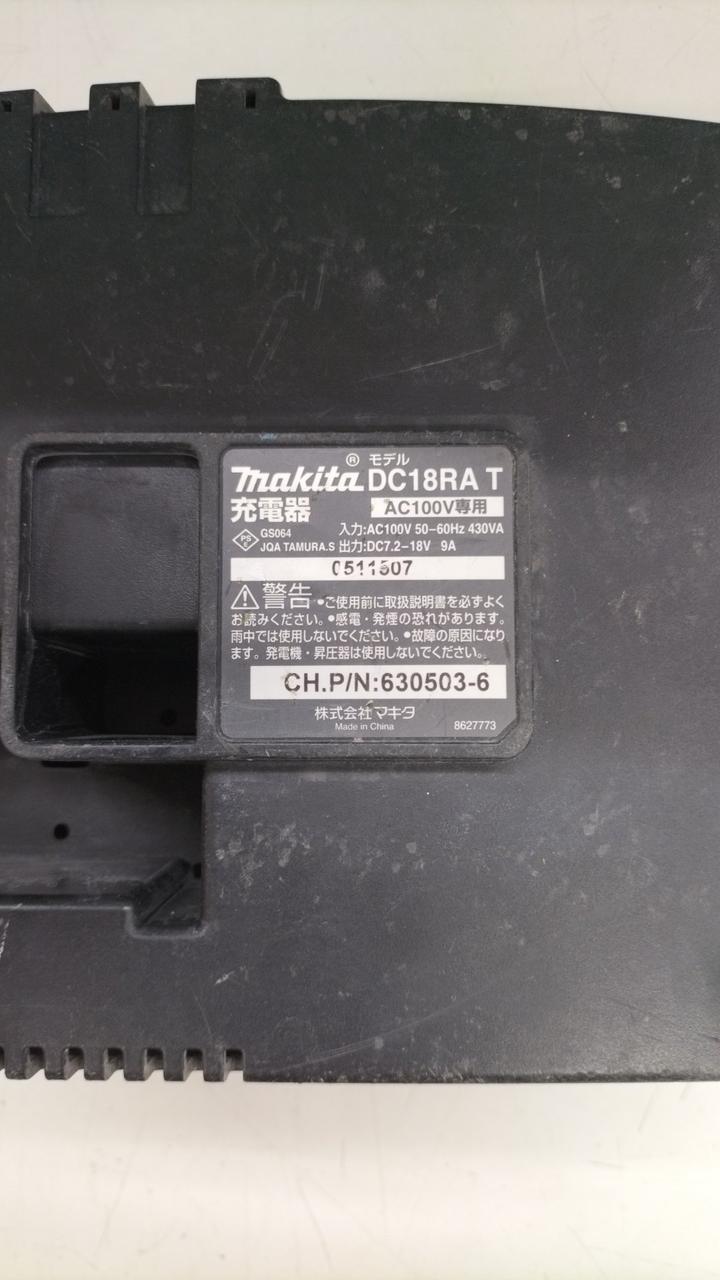 makita® モデル DC18RA T
充電器 AC100V専用
PS E GS064 入力:AC100V 50-60Hz 430VA
JQA TAMURA.S 出力:DC7.2-18V 9A
0511507
⚠警告 •ご使用前に取扱説明書を必ずよく
お読みください。•感電・発煙の恐れがあります。
雨中では使用しないでください。•故障の原因になり
ます。発電機・昇圧器は使用しないでください。
CH.P/N:630503-6
株式会社マキタ
Made in China 8627773